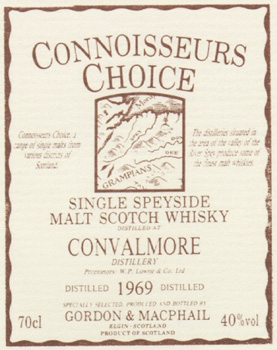 CONNOISSEURS
CHOICE
Connoisseurs Choice: a
range of single malts from
various districts of
Scotland.
GRAMPIANS
The distilleries situated in
the area of the valley of the
River Spey produce some of
the finest malt whiskies.
SINGLE SPEYSIDE
MALT SCOTCH WHISKY
DISTILLED AT
CONVALMORE
DISTILLERY
Proprietors: W.P. Lowrie & Co. Ltd
DISTILLED 1969 DISTILLED
SPECIALLY SELECTED, PRODUCED AND BOTTLED BY
70cl GORDON & MACPHAIL 40%vol
ELGIN · SCOTLAND
PRODUCT OF SCOTLAND